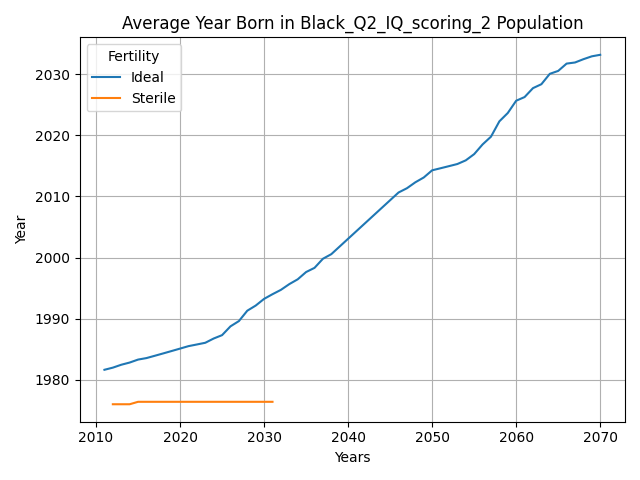 Average Year Born in Black_Q2_IQ_scoring_2 Population
Fertility
Ideal
Sterile
2030
2020
2010
2000
1990
1980
Year
2010 2020 2030 2040 2050 2060 2070
Years